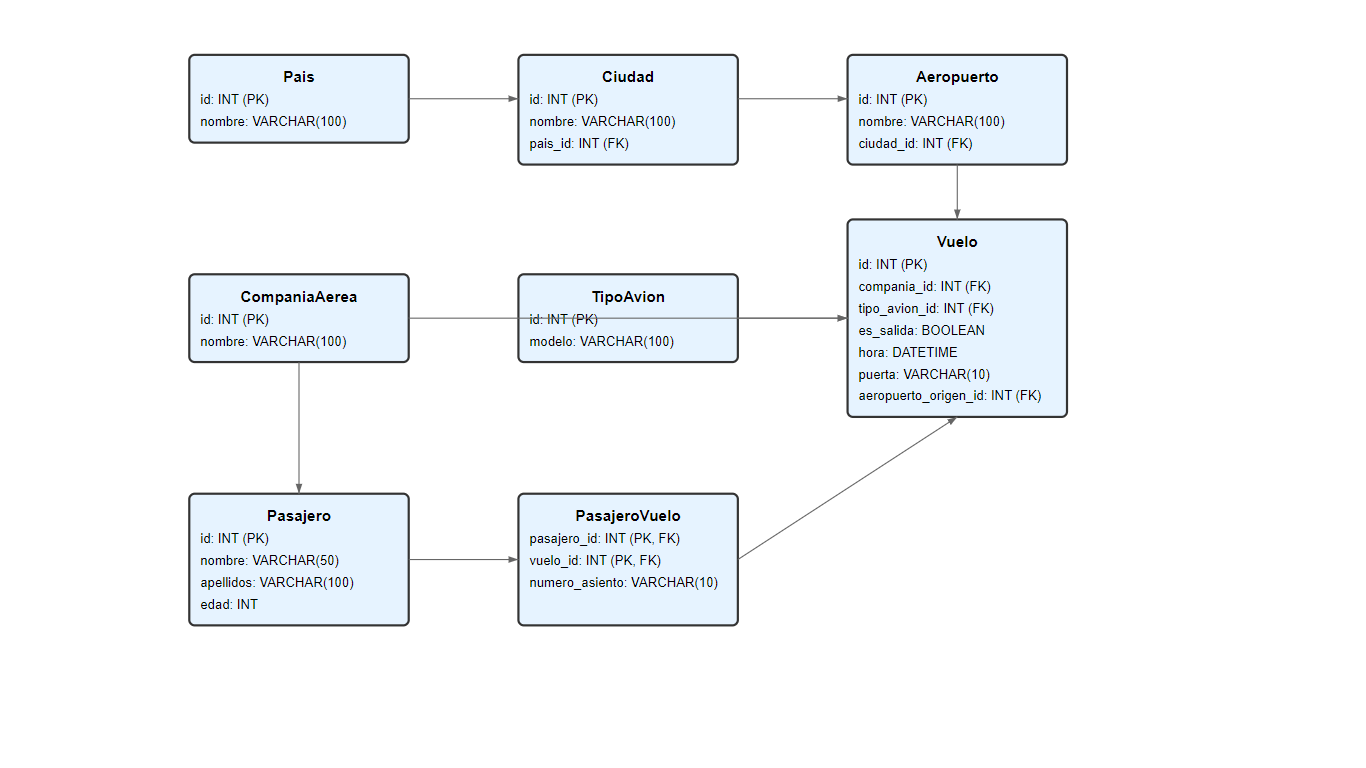 Pais
id: INT (PK)
nombre: VARCHAR(100)
Ciudad
id: INT (PK)
nombre: VARCHAR(100)
pais_id: INT (FK)
Aeropuerto
id: INT (PK)
nombre: VARCHAR(100)
ciudad_id: INT (FK)
CompaniaAerea
id: INT (PK)
nombre: VARCHAR(100)
TipoAvion
id: INT (PK)
modelo: VARCHAR(100)
Vuelo
id: INT (PK)
compania_id: INT (FK)
tipo_avion_id: INT (FK)
es_salida: BOOLEAN
hora: DATETIME
puerta: VARCHAR(10)
aeropuerto_origen_id: INT (FK)
Pasajero
id: INT (PK)
nombre: VARCHAR(50)
apellidos: VARCHAR(100)
edad: INT
PasajeroVuelo
pasajero_id: INT (PK, FK)
vuelo_id: INT (PK, FK)
numero_asiento: VARCHAR(10)